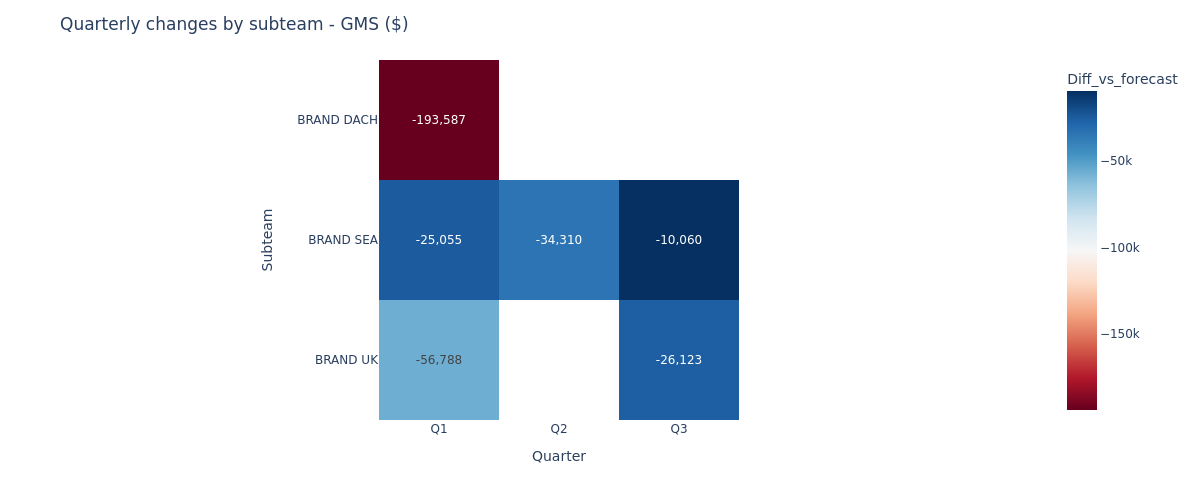 Quarterly changes by subteam - GMS ($)
Diff_vs_forecast
BRAND DACH
-193,587
−50k
Subteam
BRAND SEA
-25,055
-34,310
-10,060
−100k
−150k
BRAND UK
-56,788
-26,123
Q1
Q2
Q3
Quarter